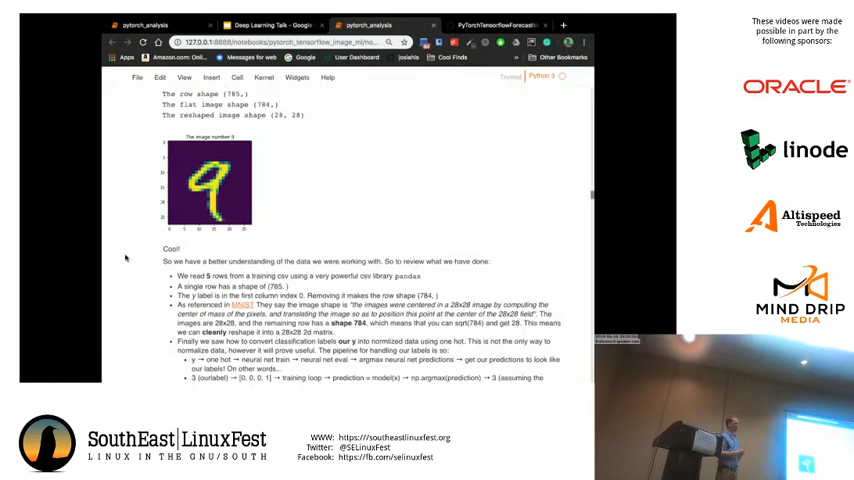 pytorch_analysis
Deep Learning Talk - Google
pytorch_analysis
PyTorchTensorflowForecast
127.0.0.1:8888/notebooks/pytorch_tensorflow_image_ml/no...
Apps
Amazon.com: Onlin...
Messages for web
Google
User Dashboard
josiahls
Cool Finds
Other Bookmarks
File
Edit
View
Insert
Cell
Kernel
Widgets
Help
Trusted
Python 3
The row shape (785,)
The flat image shape (784,)
The reshaped image shape (28, 28)
The image number 9
Cool!
So we have a better understanding of the data we were working with. So to review what we have done:
We read 5 rows from a training csv using a very powerful csv library pandas
A single row has a shape of (785, )
The y label is in the first column index 0. Removing it makes the row shape (784, )
As referenced in MNIST They say the image shape is "the images were centered in a 28x28 image by computing the
center of mass of the pixels, and translating the image so as to position this point at the center of the 28x28 field". The
images are 28x28, and the remaining row has a shape 784, which means that you can sqrt(784) and get 28. This means
we can cleanly reshape it into a 28x28 2d matrix.
Finally we saw how to convert classification labels our y into normlized data using one hot. This is not the only way to
normalize data, however it will prove useful. The pipeline for handling our labels is so:
y → one hot → neural net train → neural net eval → argmax neural net predictions → get our predictions to look like
our labels! On other words...
3 (ourlabel) → [0, 0, 0, 1] → training loop → prediction = model(x) → np.argmax(prediction) → 3 (assuming the
These videos were made
possible in part by the
following sponsors:
ORACLE
linode
Altispeed
Technologies
MIND DRIP
MEDIA
SouthEast|LinuxFest
LINUX IN THE GNU/SOUTH
WWW: https://southeastlinuxfest.org
Twitter: @SELinuxFest
Facebook: https://fb.com/selinuxfest